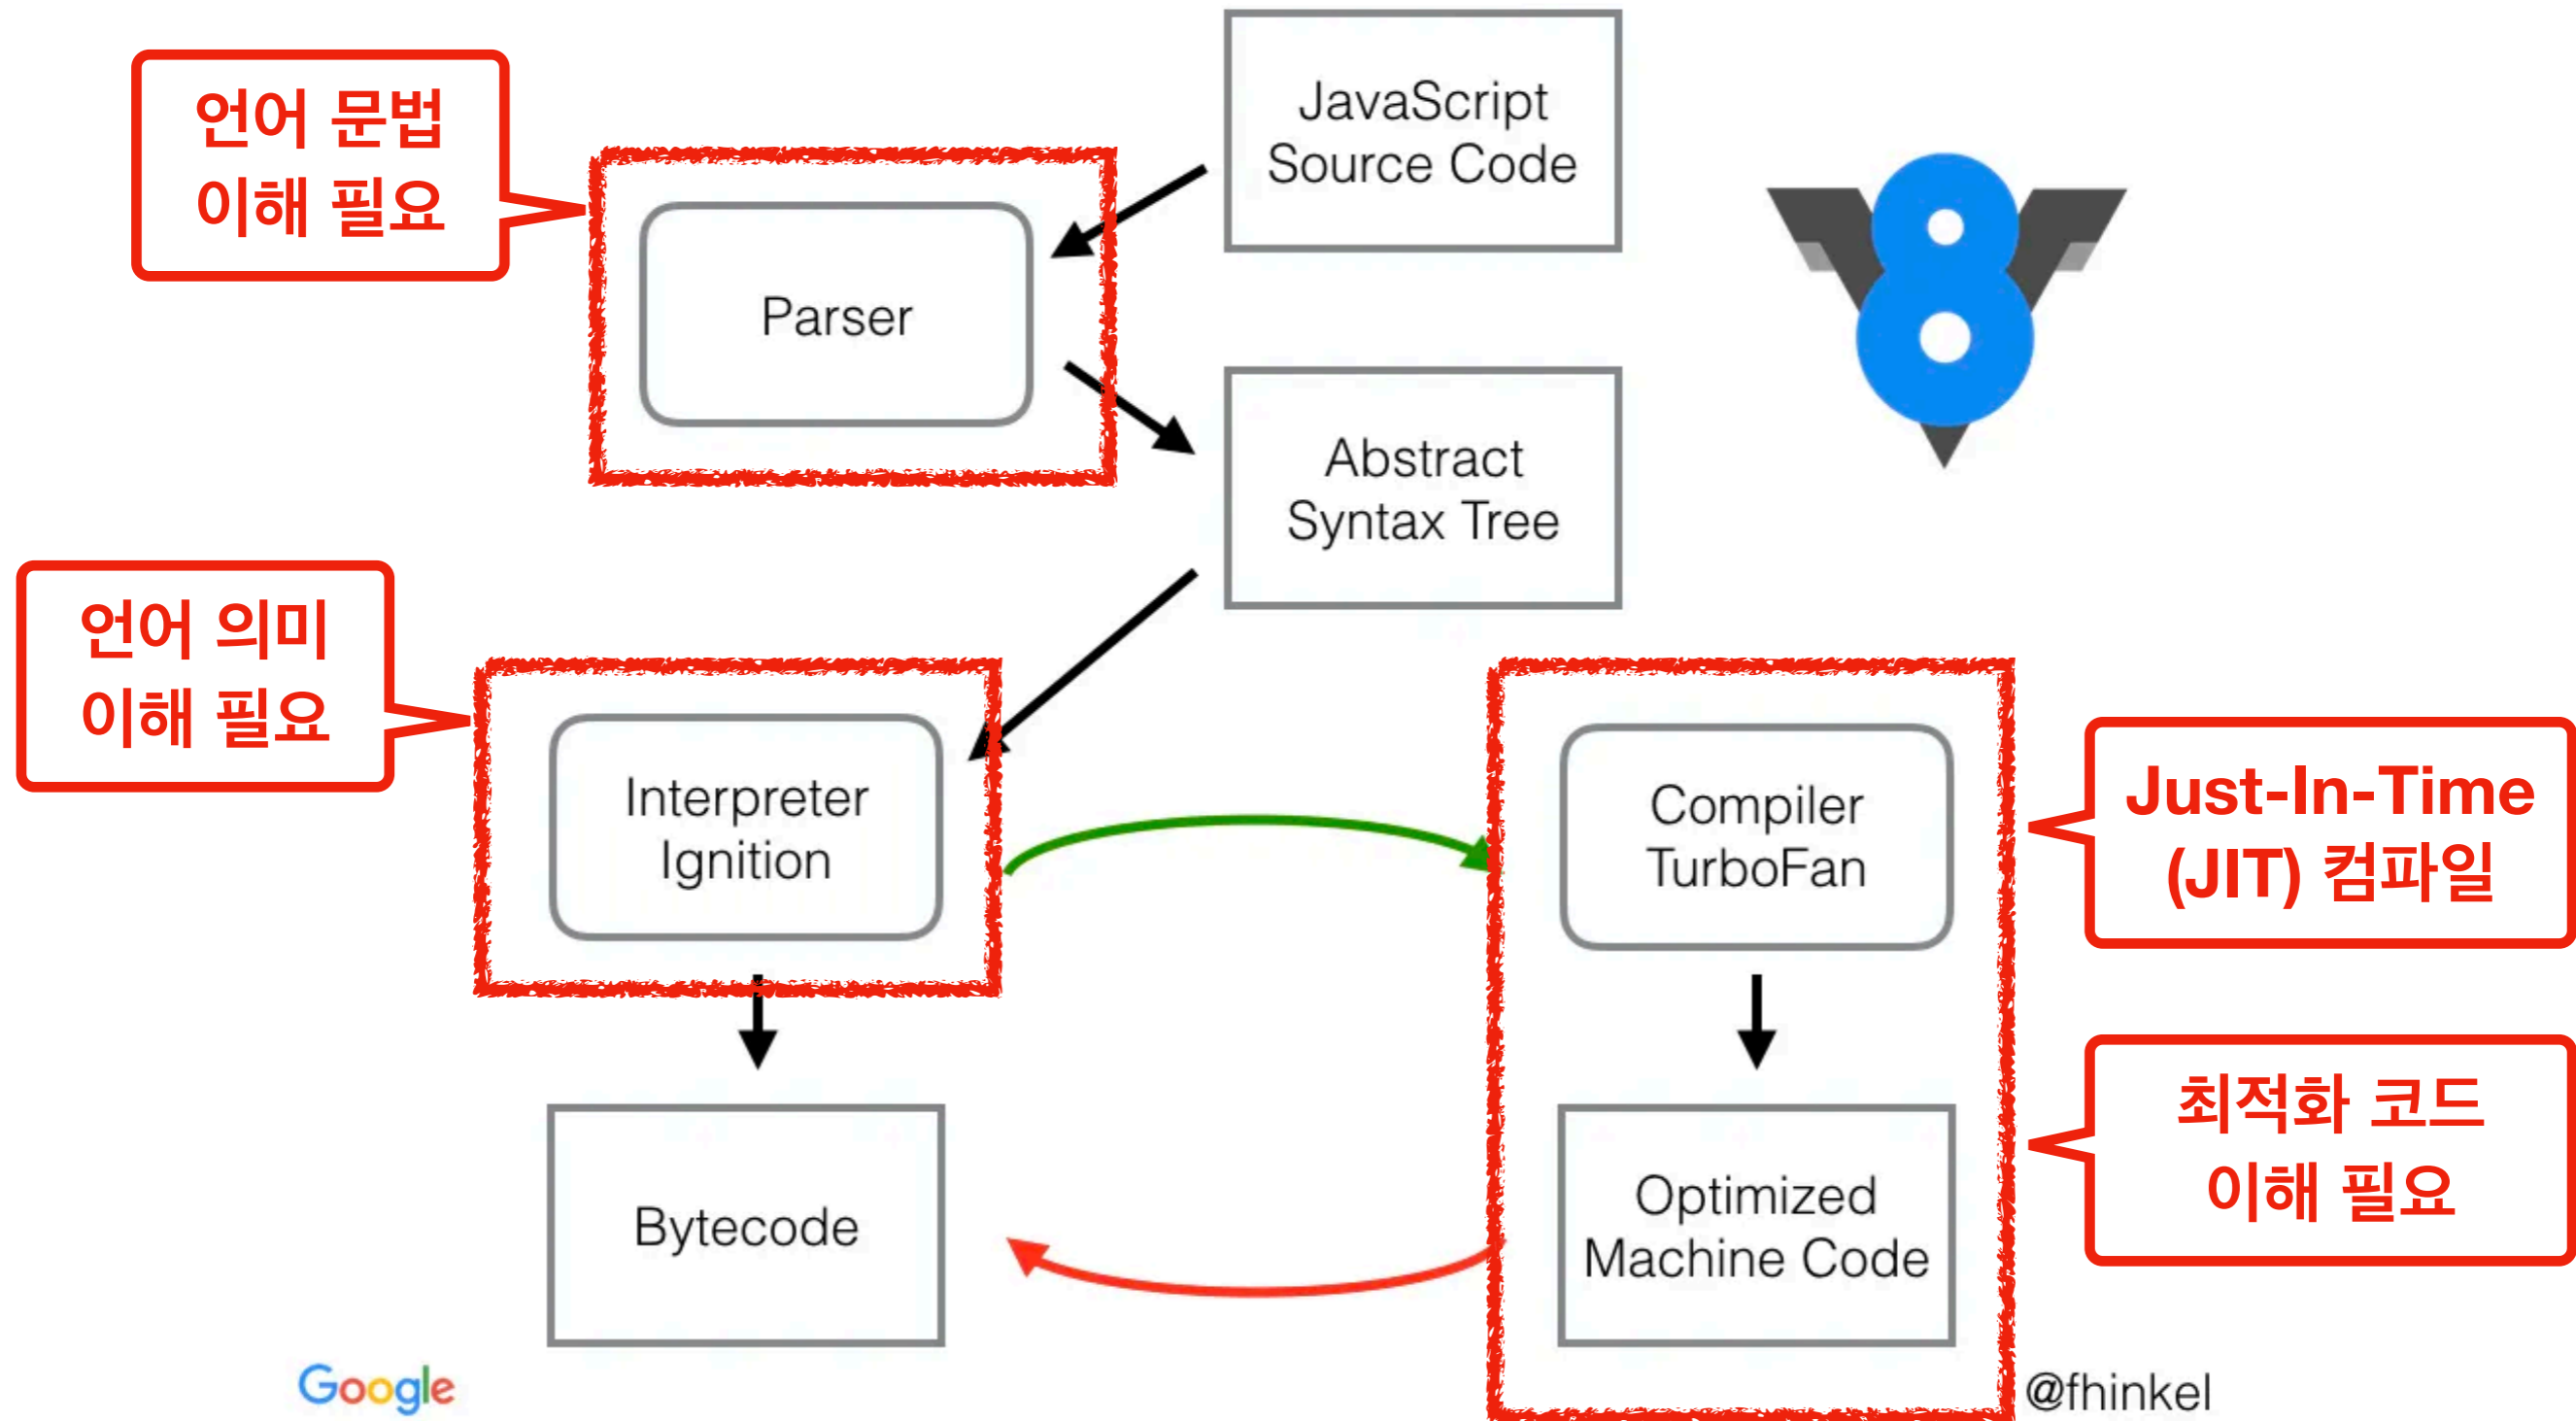 JavaScript
Source Code
언어 문법
이해 필요
Parser
Abstract
Syntax Tree
언어 의미
이해 필요
Interpreter
Ignition
Compiler
TurboFan
Just-In-Time
(JIT) 컴파일
최적화 코드
이해 필요
Bytecode
Optimized
Machine Code
Google
@fhinkel
8